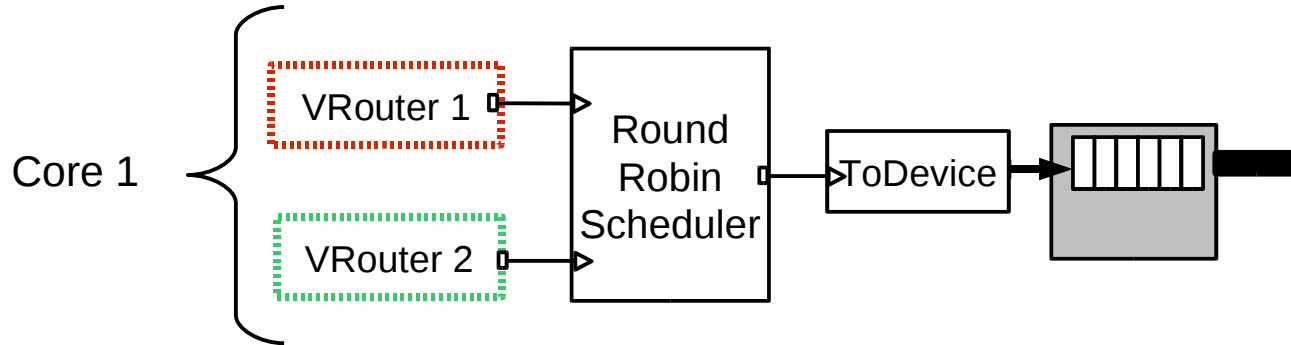 Core 1
VRouter 1
VRouter 2
Round
Robin
Scheduler
ToDevice